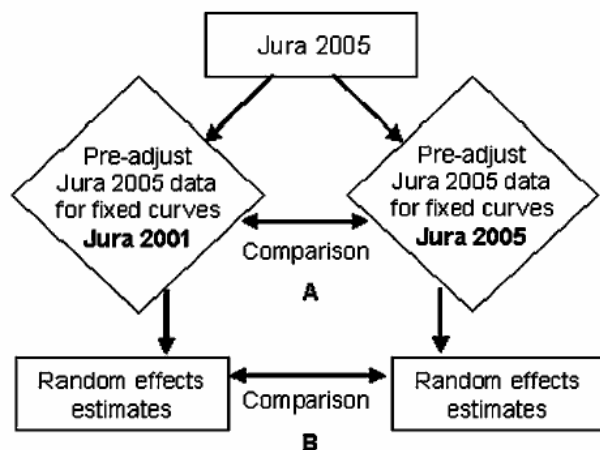 Jura 2005
Pre-adjust
Jura 2005 data
for fixed curves
Jura 2001
Pre-adjust
Jura 2005 data
for fixed curves
Jura 2005
Comparison
A
Random effects
estimates
Comparison
B
Random effects
estimates